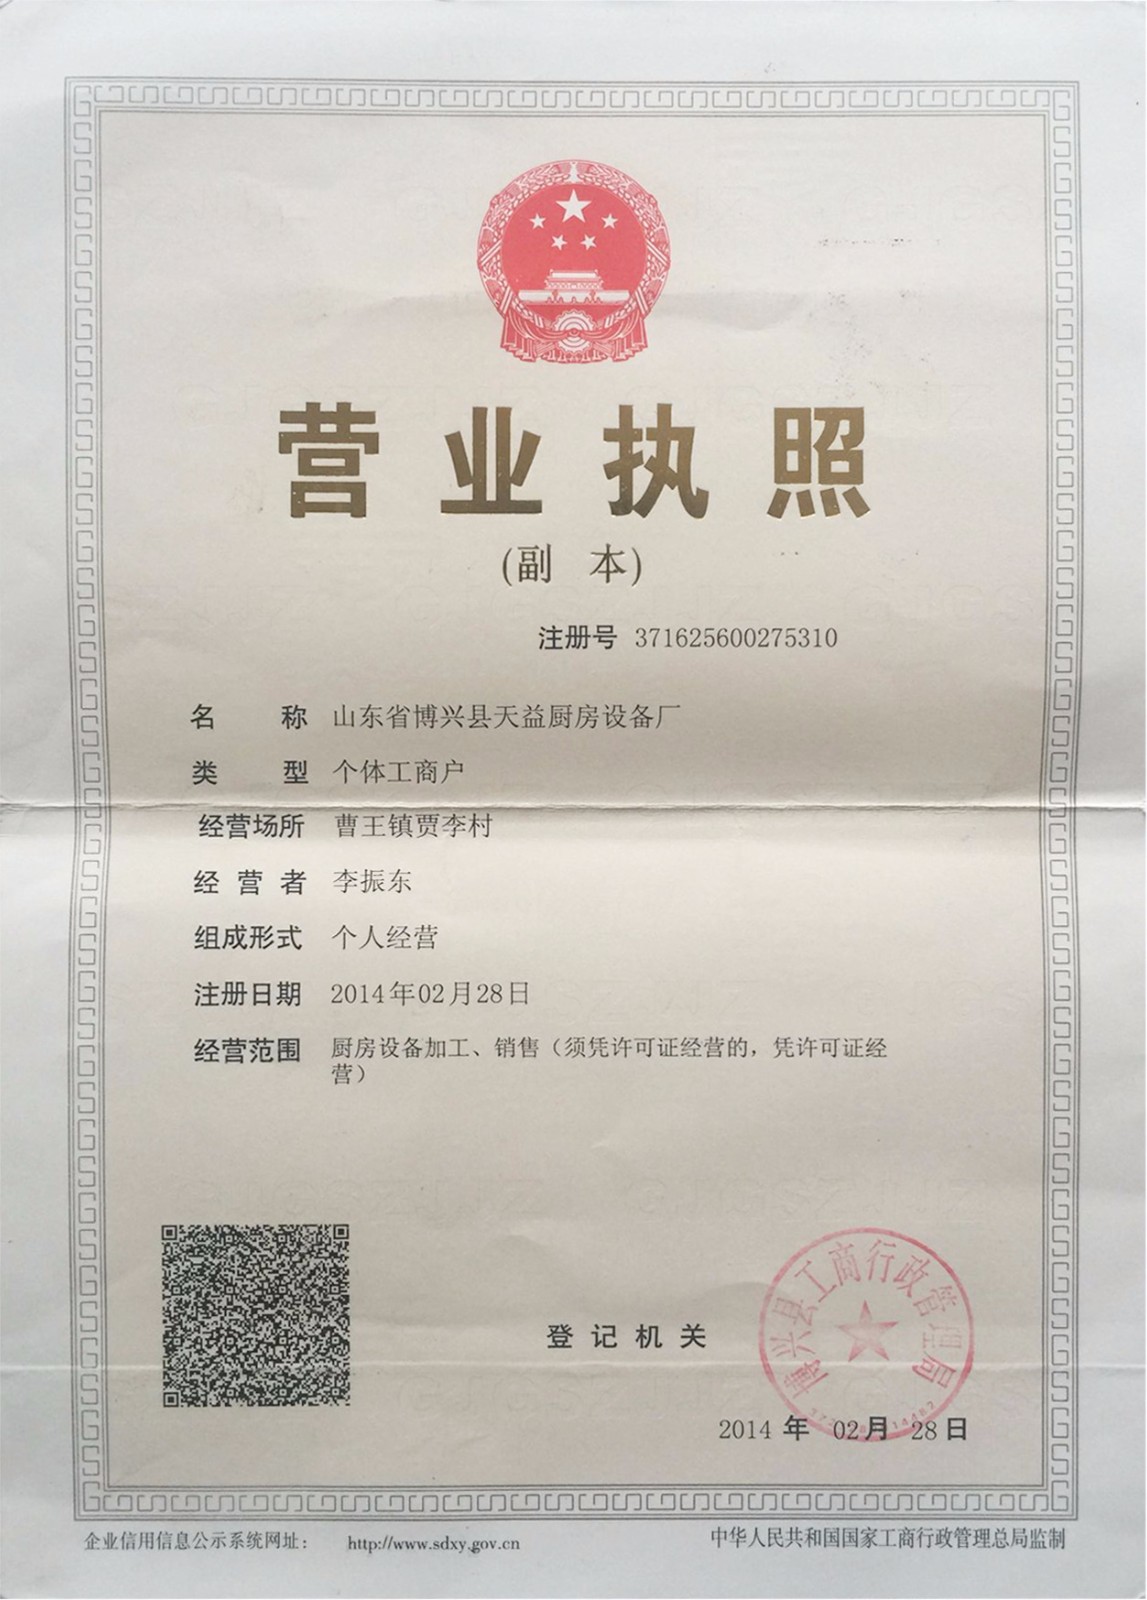 营业执照
(副 本)
注册号 371625600275310
名 称 山东省博兴县天益厨房设备厂
类 型 个体工商户
经营场所 曹王镇贾李村
经营者 李振东
组成形式 个人经营
注册日期 2014年02月28日
经营范围 厨房设备加工、销售（须凭许可证经营的，凭许可证经
营）
博兴县工商行政管理局
登记机关
2014 年 02月 28日
企业信用信息公示系统网址： http://www.sdxy.gov.cn
中华人民共和国国家工商行政管理总局监制